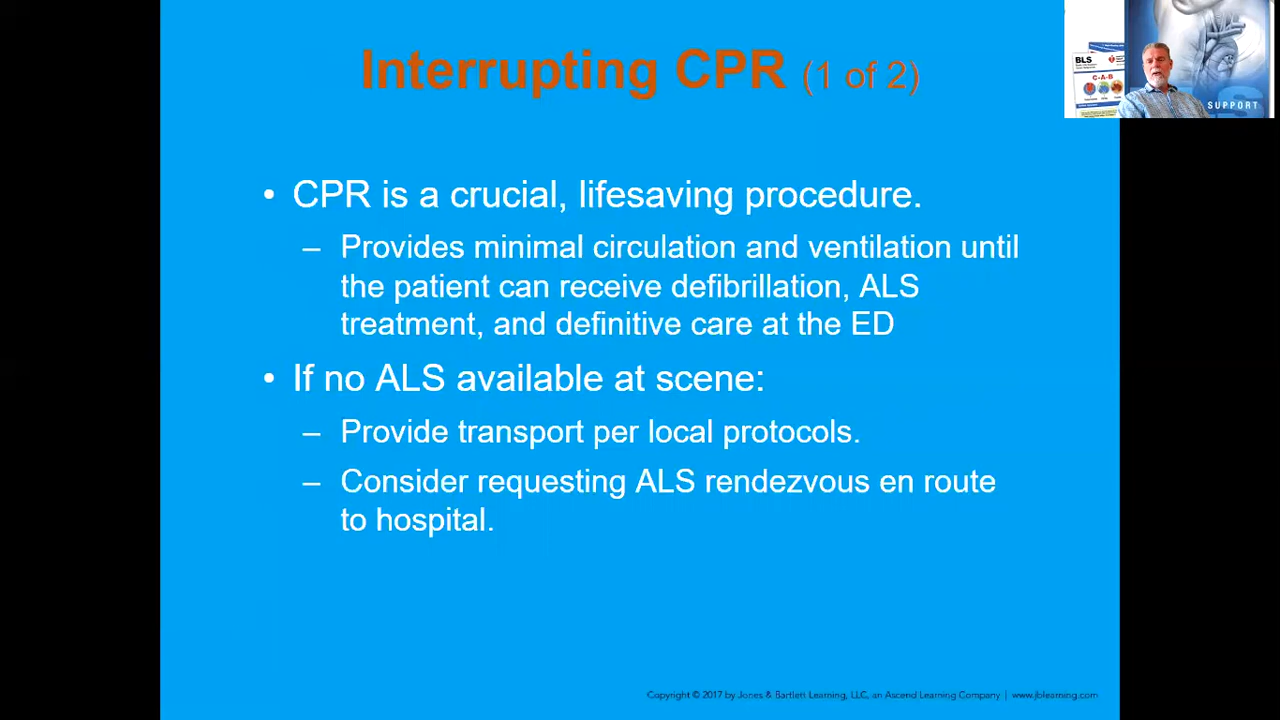 Interrupting CPR (1 of 2)
• CPR is a crucial, lifesaving procedure.
– Provides minimal circulation and ventilation until
the patient can receive defibrillation, ALS
treatment, and definitive care at the ED
• If no ALS available at scene:
– Provide transport per local protocols.
– Consider requesting ALS rendezvous en route
to hospital.
BLS
C-A-B
SUPPORT
Copyright © 2017 by Jones & Bartlett Learning, LLC, an Ascend Learning Company | www.jblearning.com